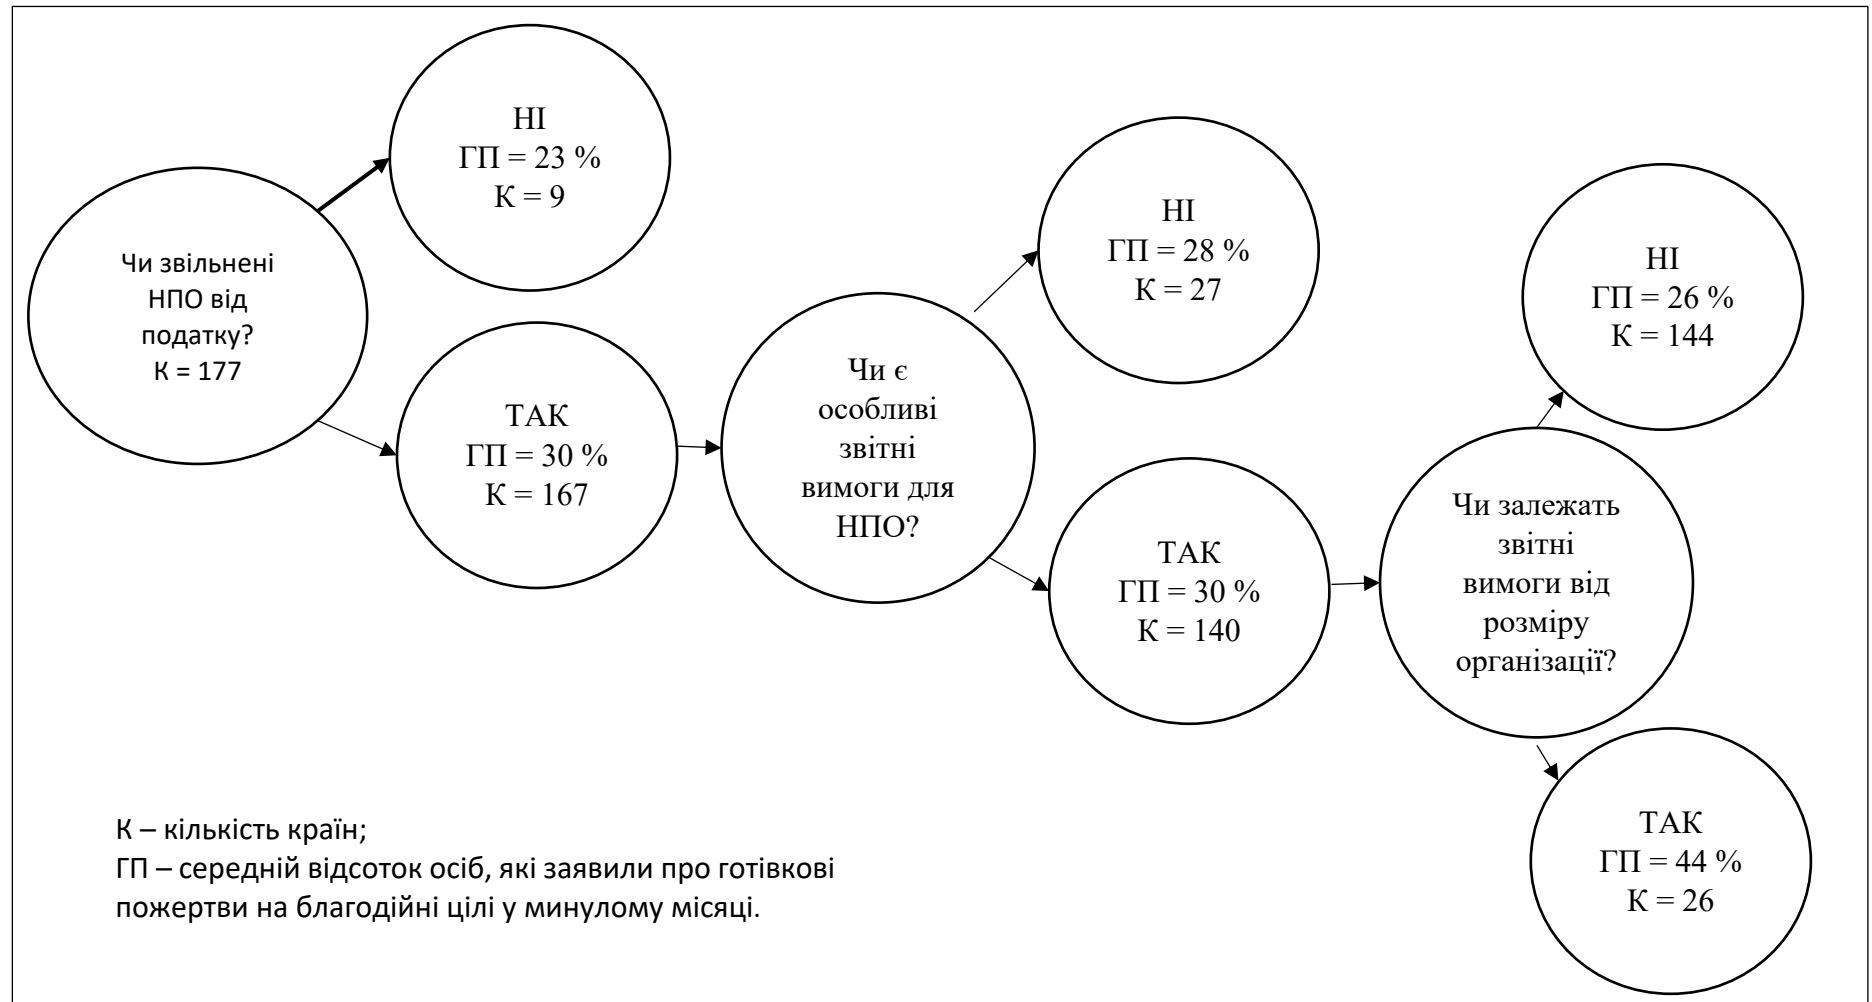 Чи звільнені
НПО від
податку?
К = 177
НІ
ГП = 23 %
К = 9
ТАК
ГП = 30 %
К = 167
Чи є
особливі
звітні
вимоги для
НПО?
НІ
ГП = 28 %
К = 27
ТАК
ГП = 30 %
К = 140
Чи залежать
звітні
вимоги від
розміру
організації?
НІ
ГП = 26 %
К = 144
ТАК
ГП = 44 %
К = 26
К – кількість країн;
ГП – середній відсоток осіб, які заявили про готівкові
пожертви на благодійні цілі у минулому місяці.